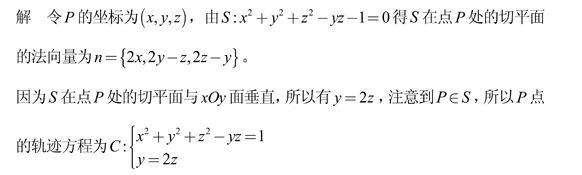 解 令P的坐标为(x,y,z)，由S:x²+y²+z²−yz−1=0得S在点P处的切平面
的法向量为n={2x,2y−z,2z−y}。
因为S在点P处的切平面与xOy面垂直，所以有y=2z，注意到P∈S，所以P点
的轨迹方程为C:{x²+y²+z²−yz=1
y=2z